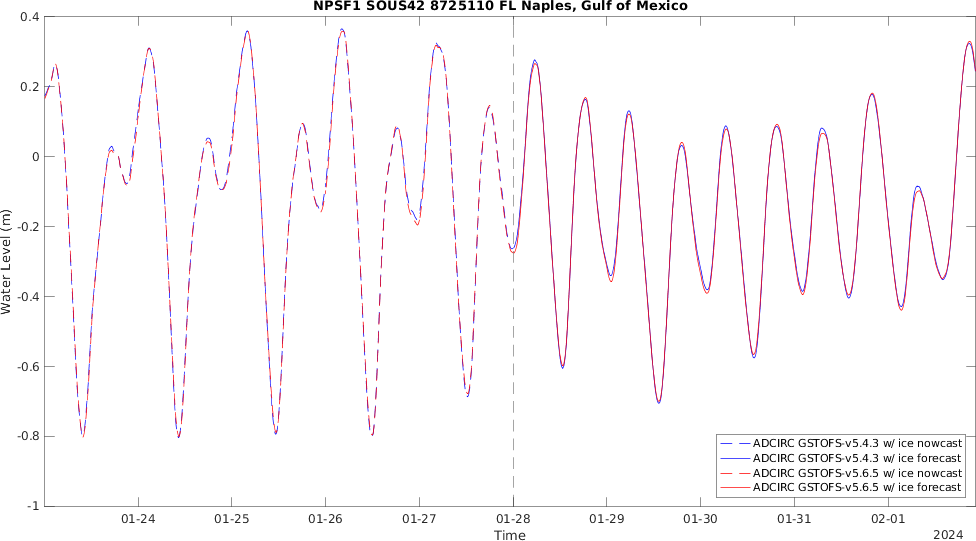 NPSF1 SOUS42 8725110 FL Naples, Gulf of Mexico
0.4
0.2
0
-0.2
-0.4
-0.6
-0.8
-1
Water Level (m)
ADCIRC GSTOFS-v5.4.3 w/ ice nowcast
ADCIRC GSTOFS-v5.4.3 w/ ice forecast
ADCIRC GSTOFS-v5.6.5 w/ ice nowcast
ADCIRC GSTOFS-v5.6.5 w/ ice forecast
01-24 01-25 01-26 01-27 01-28 01-29 01-30 01-31 02-01
Time
2024